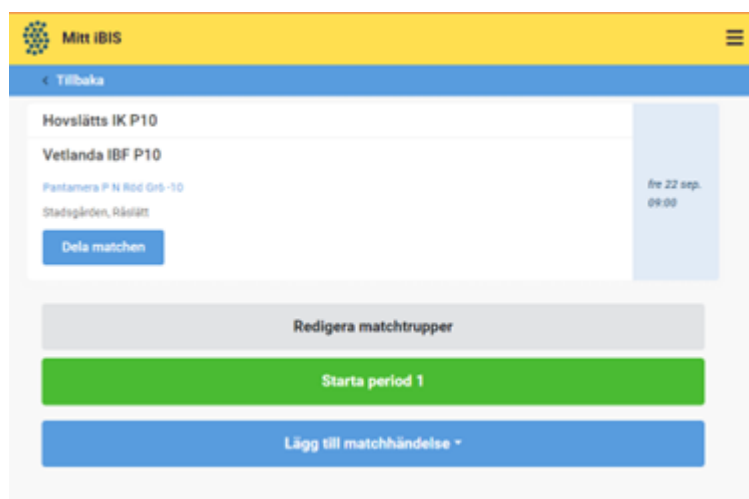 Mitt iBIS
< Tillbaka
Hovslätts IK P10
Vetlanda IBF P10
Pantamera P N Röd Grö -10
Stadsgården, Råslätt
fre 22 sep.
09:00
Dela matchen
Redigera matchtrupper
Starta period 1
Lägg till matchhändelse